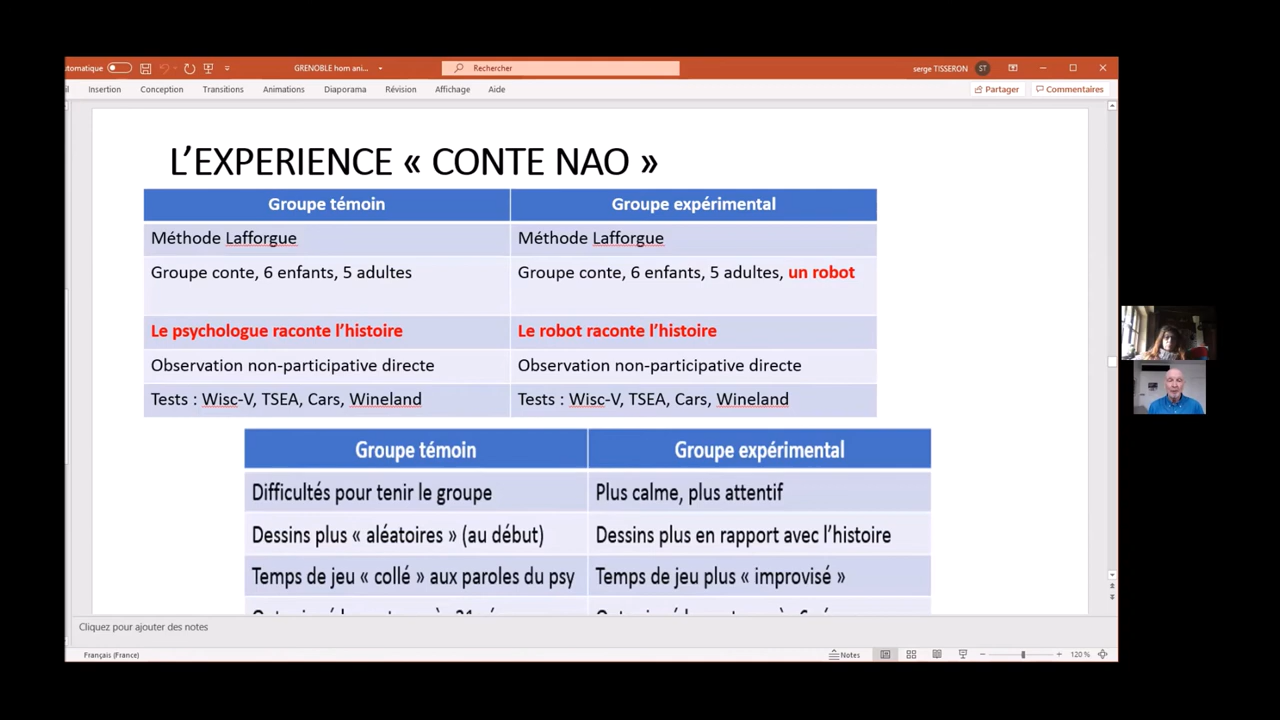 utomatique
GRENOBLE hom ani...
Rechercher
serge TISSERON
ST
Insertion Conception Transitions Animations Diaporama Révision Affichage Aide
Partager
Commentaires
L’EXPERIENCE « CONTE NAO »
Groupe témoin Groupe expérimental
Méthode Lafforgue Méthode Lafforgue
Groupe conte, 6 enfants, 5 adultes Groupe conte, 6 enfants, 5 adultes, un robot
Le psychologue raconte l’histoire Le robot raconte l’histoire
Observation non-participative directe Observation non-participative directe
Tests : Wisc-V, TSEA, Cars, Wineland Tests : Wisc-V, TSEA, Cars, Wineland
Groupe témoin Groupe expérimental
Difficultés pour tenir le groupe Plus calme, plus attentif
Dessins plus « aléatoires » (au début) Dessins plus en rapport avec l’histoire
Temps de jeu « collé » aux paroles du psy Temps de jeu plus « improvisé »
Cliquez pour ajouter des notes
Français (France)
Notes
120 %